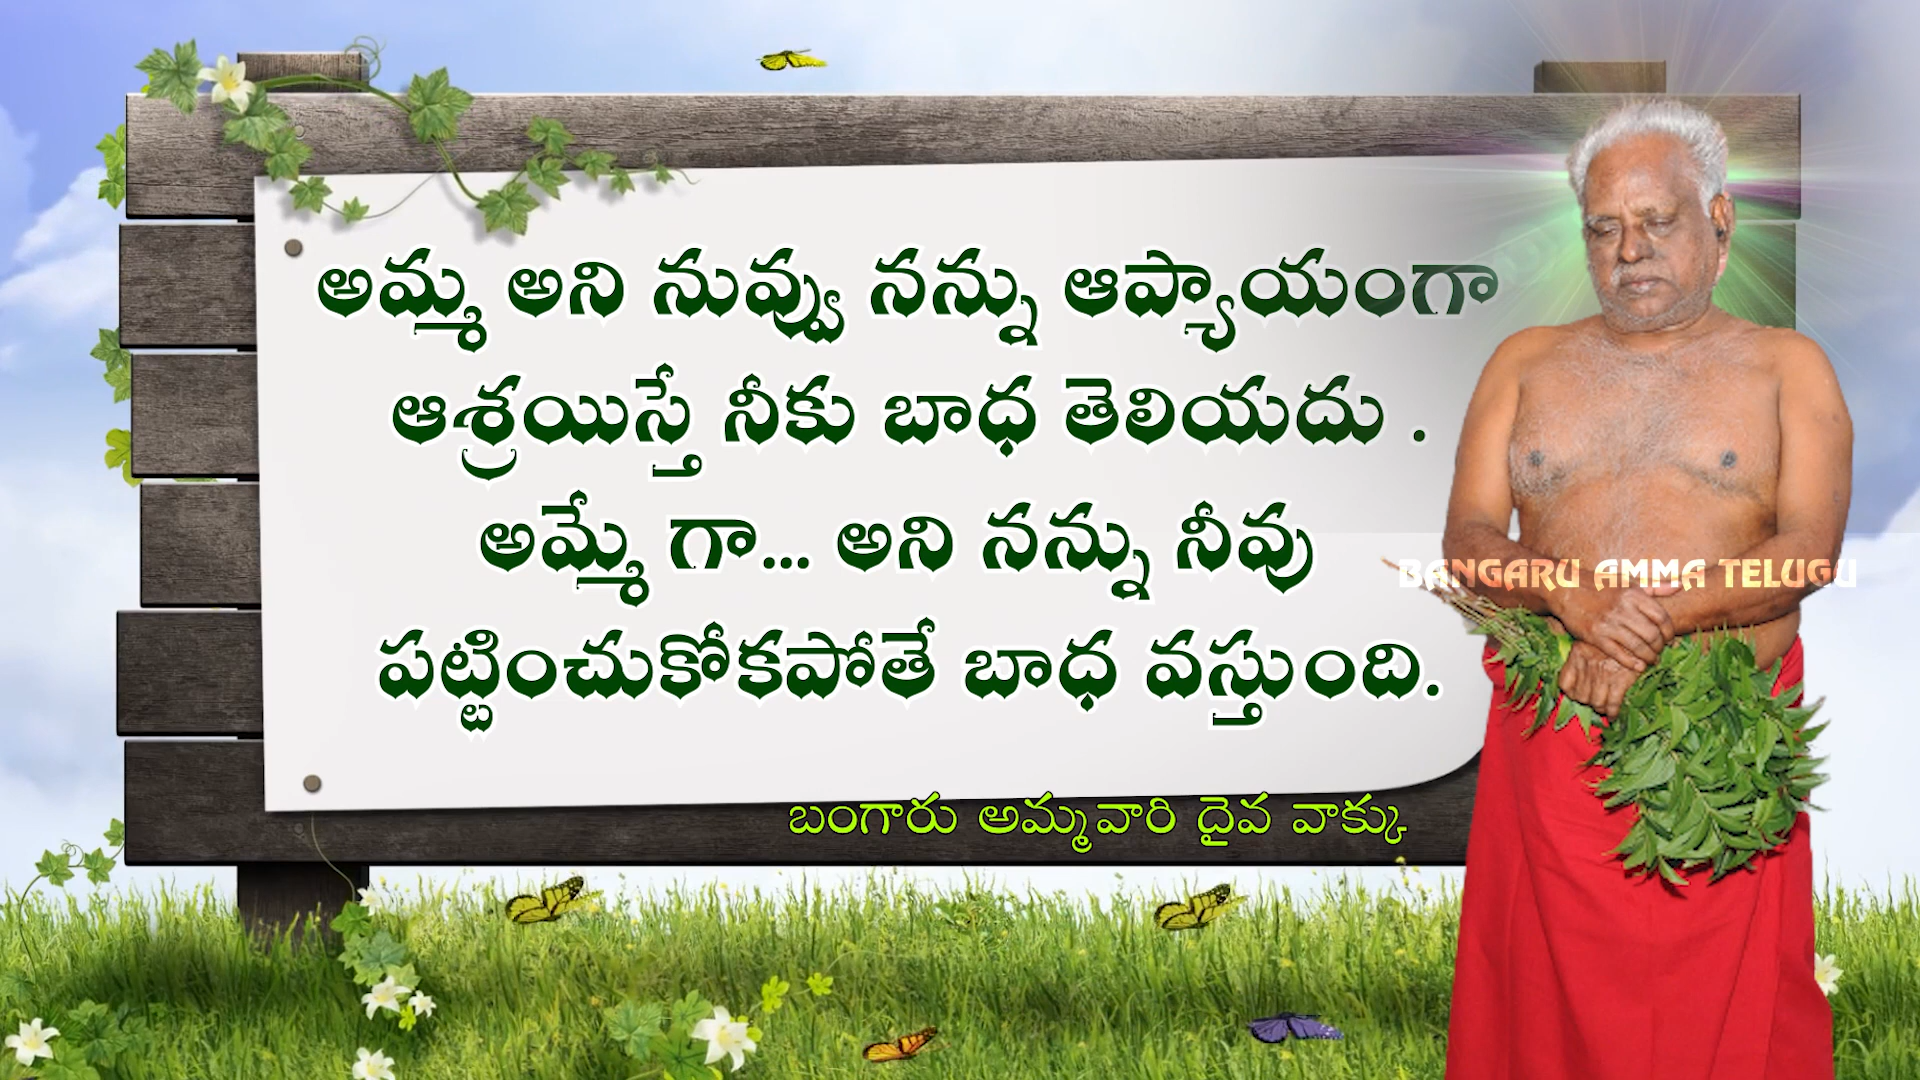 అమ్మ అని నువ్వు నన్ను ఆప్యాయంగా
ఆశ్రయిస్తే నీకు బాధ తెలియదు .
అమ్మే గా... అని నన్ను నీవు
పట్టించుకోకపోతే బాధ వస్తుంది.
BANGARU AMMA TELUGU
బంగారు అమ్మవారి దైవ వాక్కు